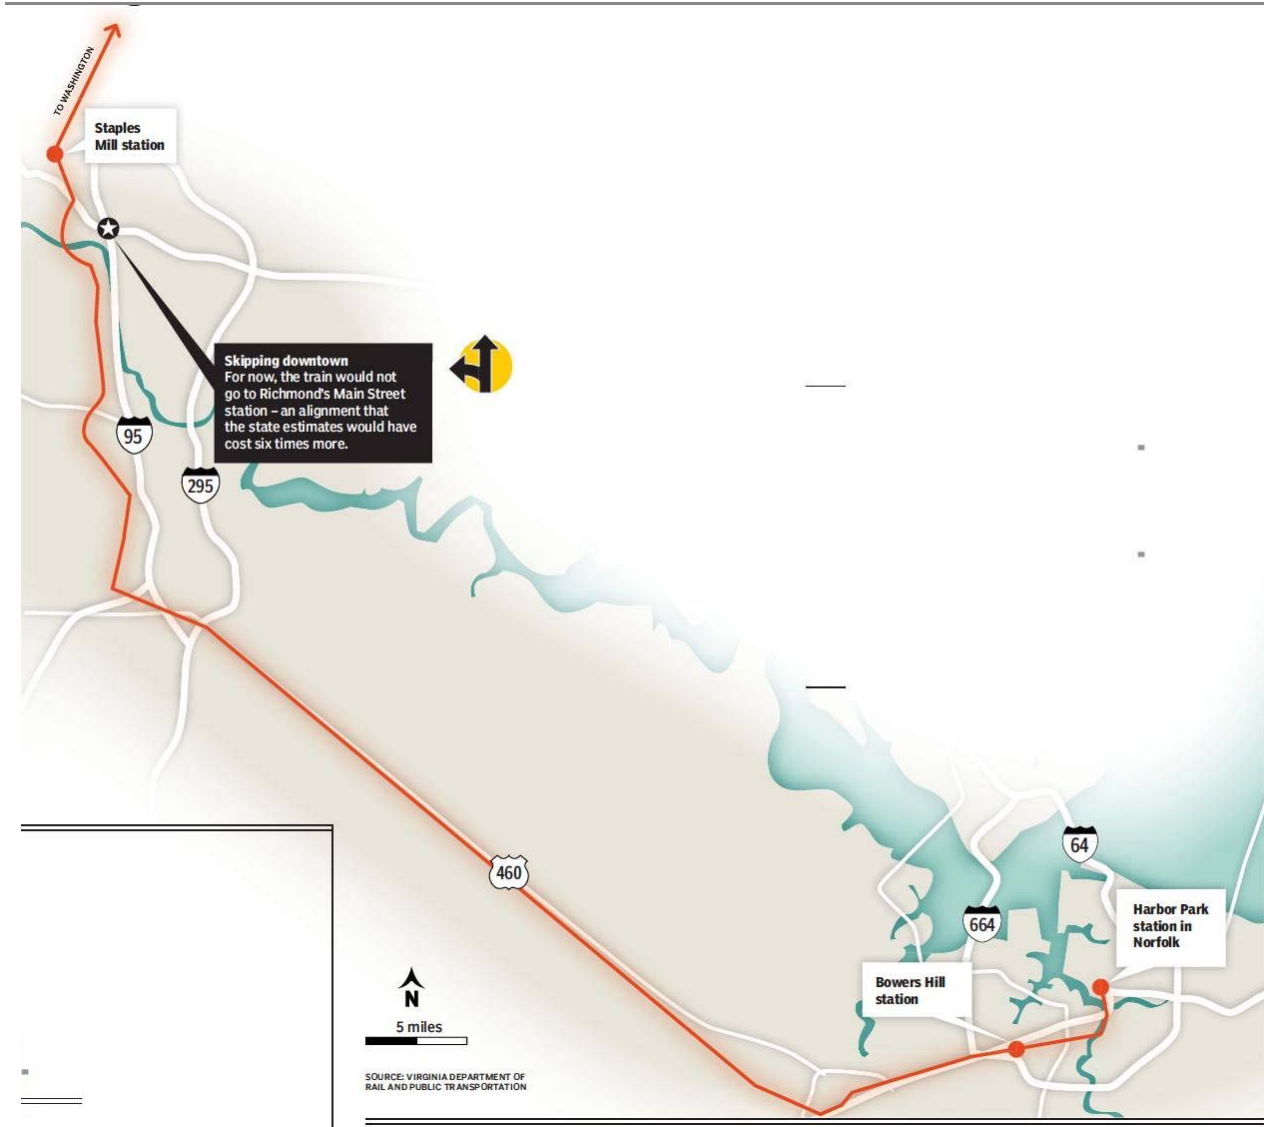 TO WASHINGTON
Staples
Mill station
Skipping downtown
For now, the train would not
go to Richmond's Main Street
station – an alignment that
the state estimates would have
cost six times more.
95
295
460
64
664
Harbor Park
station in
Norfolk
Bowers Hill
station
N
5 miles
SOURCE: VIRGINIA DEPARTMENT OF
RAIL AND PUBLIC TRANSPORTATION